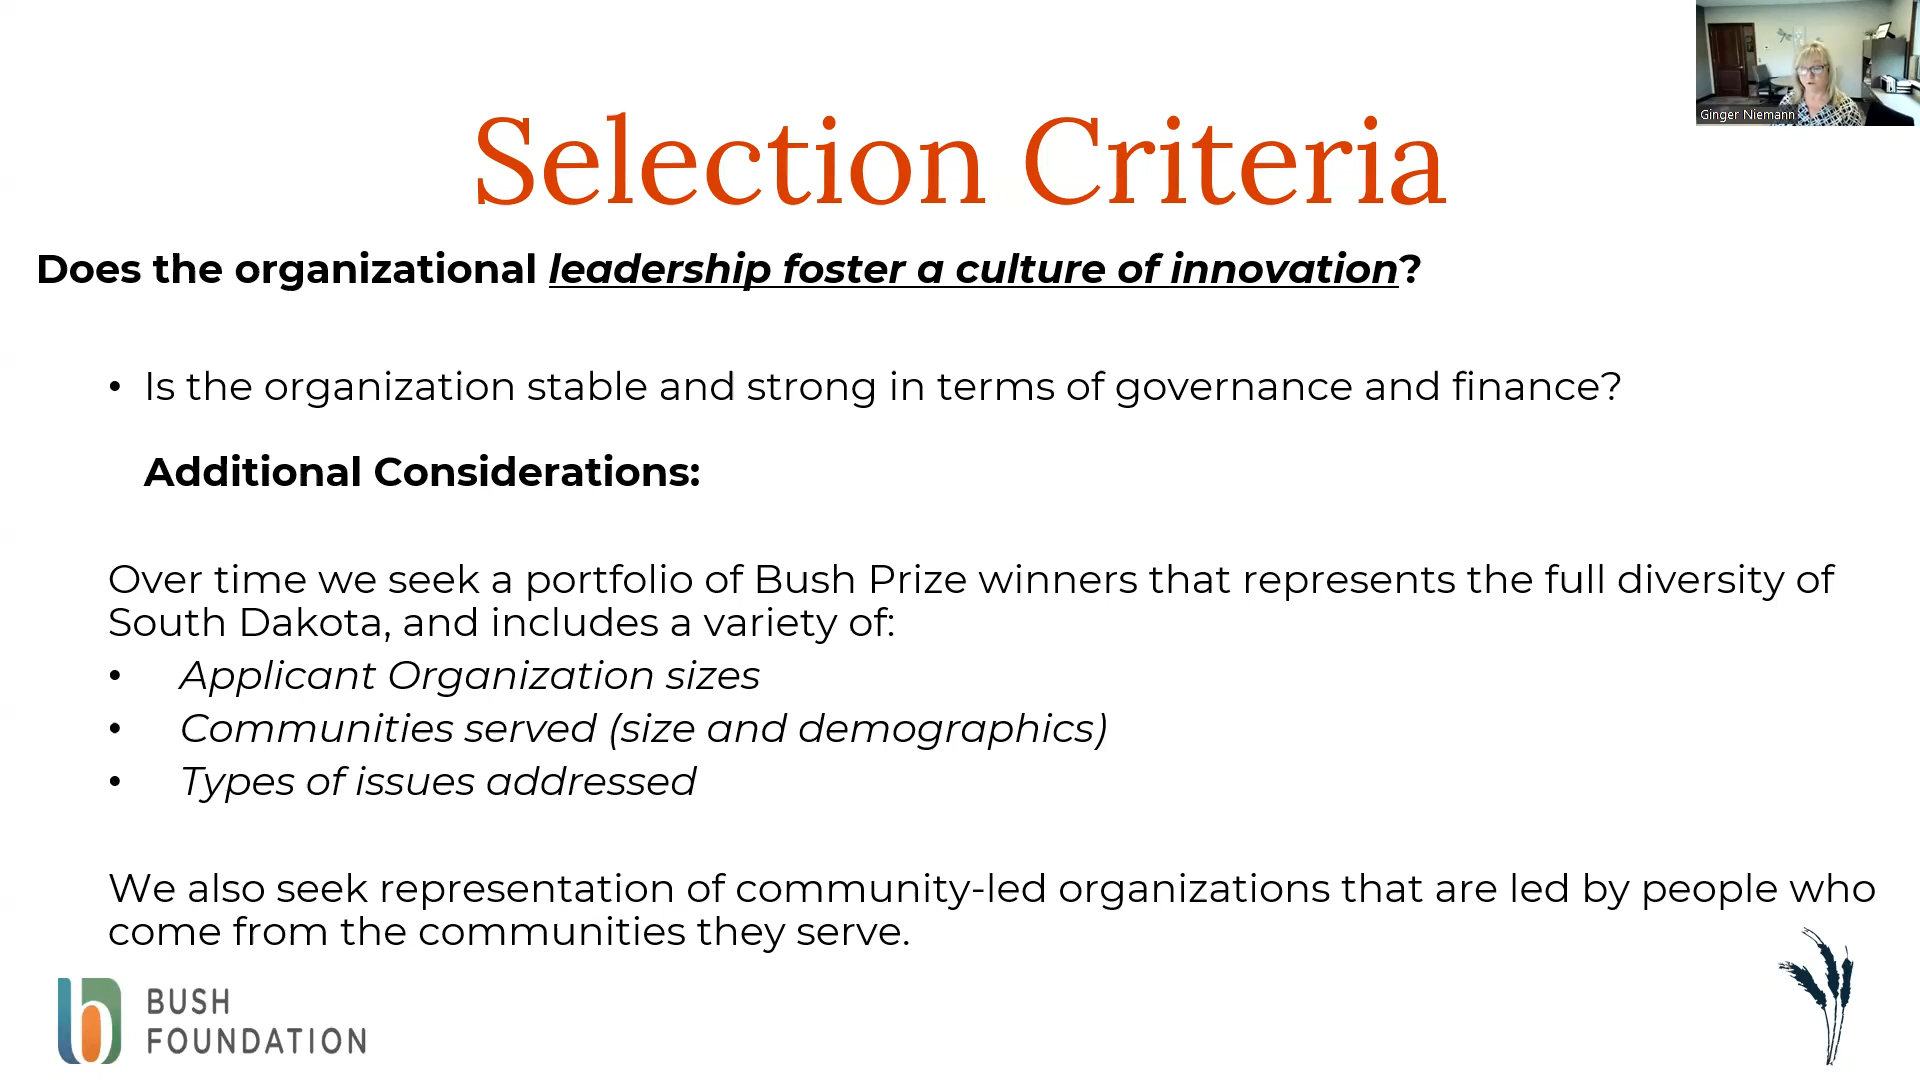 Ginger Niemann
Selection Criteria
Does the organizational leadership foster a culture of innovation?
• Is the organization stable and strong in terms of governance and finance?
Additional Considerations:
Over time we seek a portfolio of Bush Prize winners that represents the full diversity of
South Dakota, and includes a variety of:
• Applicant Organization sizes
• Communities served (size and demographics)
• Types of issues addressed
We also seek representation of community-led organizations that are led by people who
come from the communities they serve.
BUSH
FOUNDATION